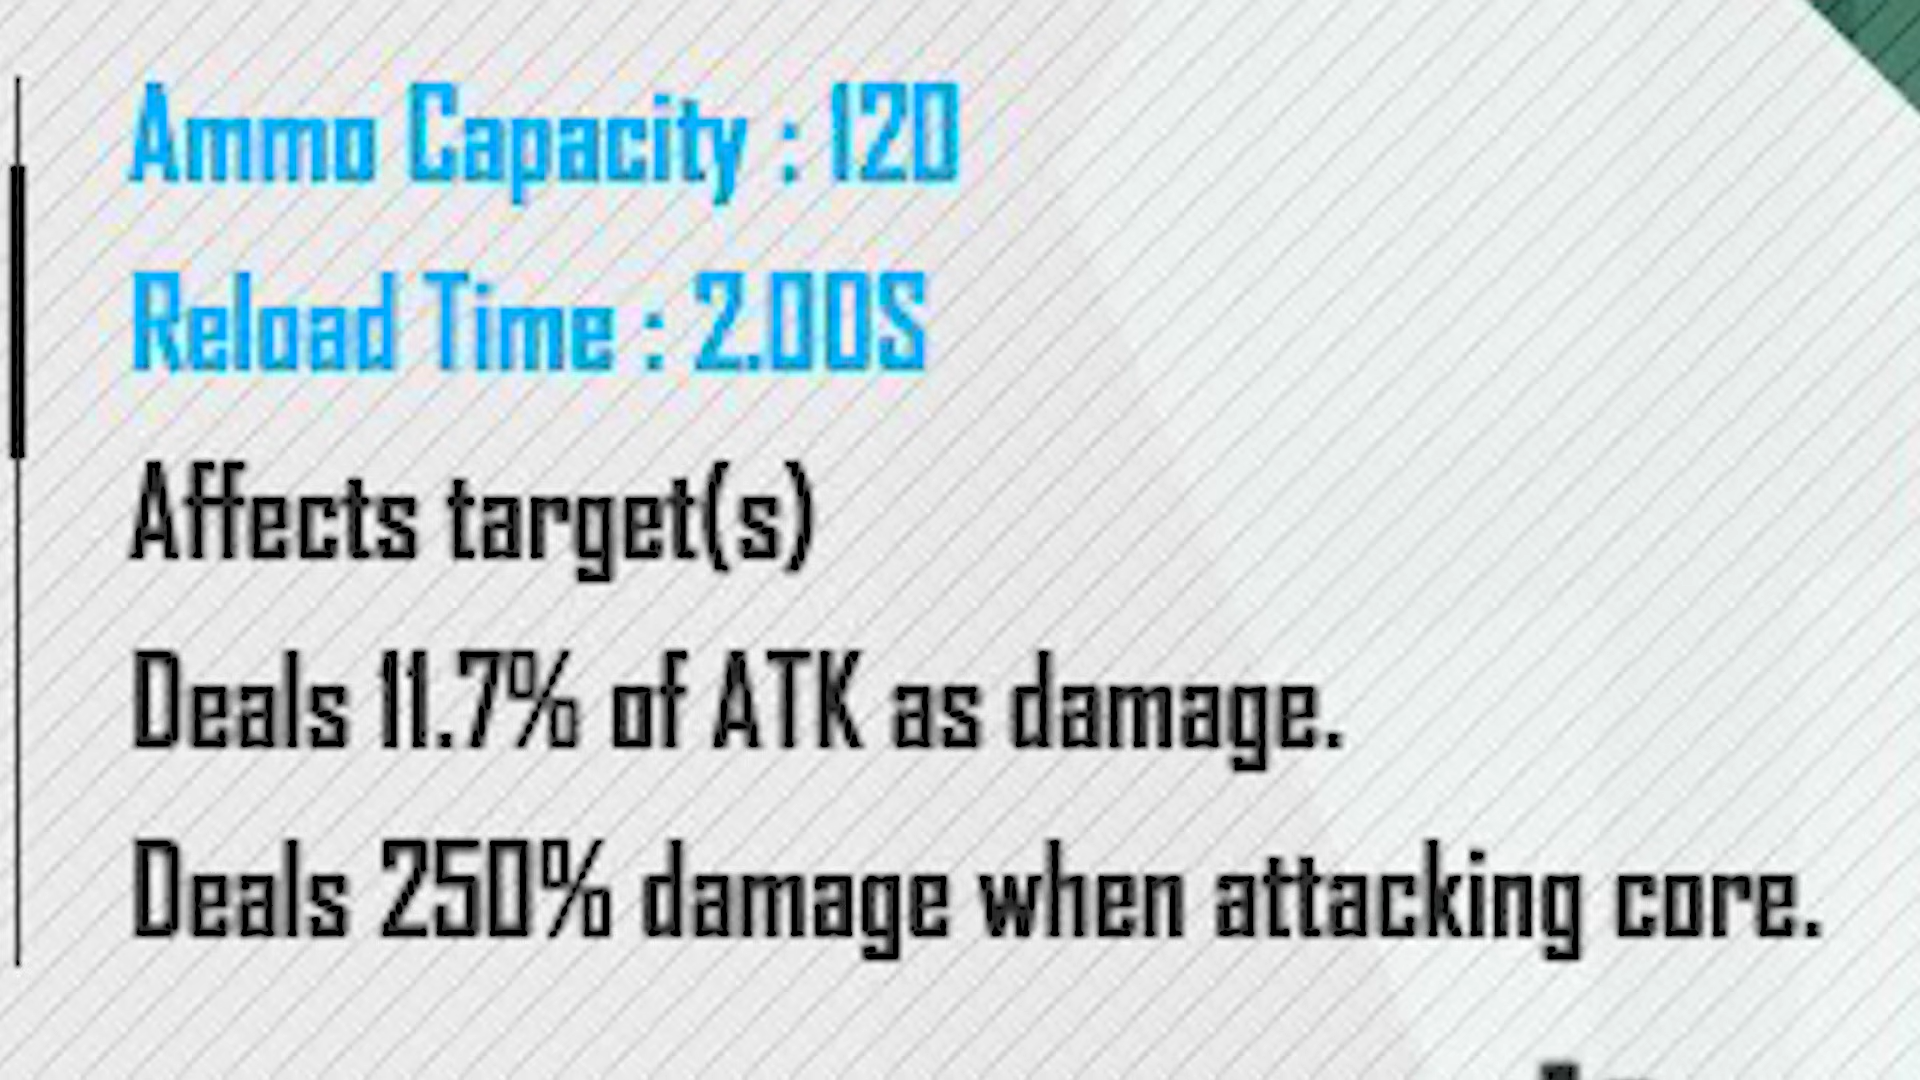 Ammo Capacity : 120
Reload Time : 2.00S
Affects target(s)
Deals 11.7% of ATK as damage.
Deals 250% damage when attacking core.